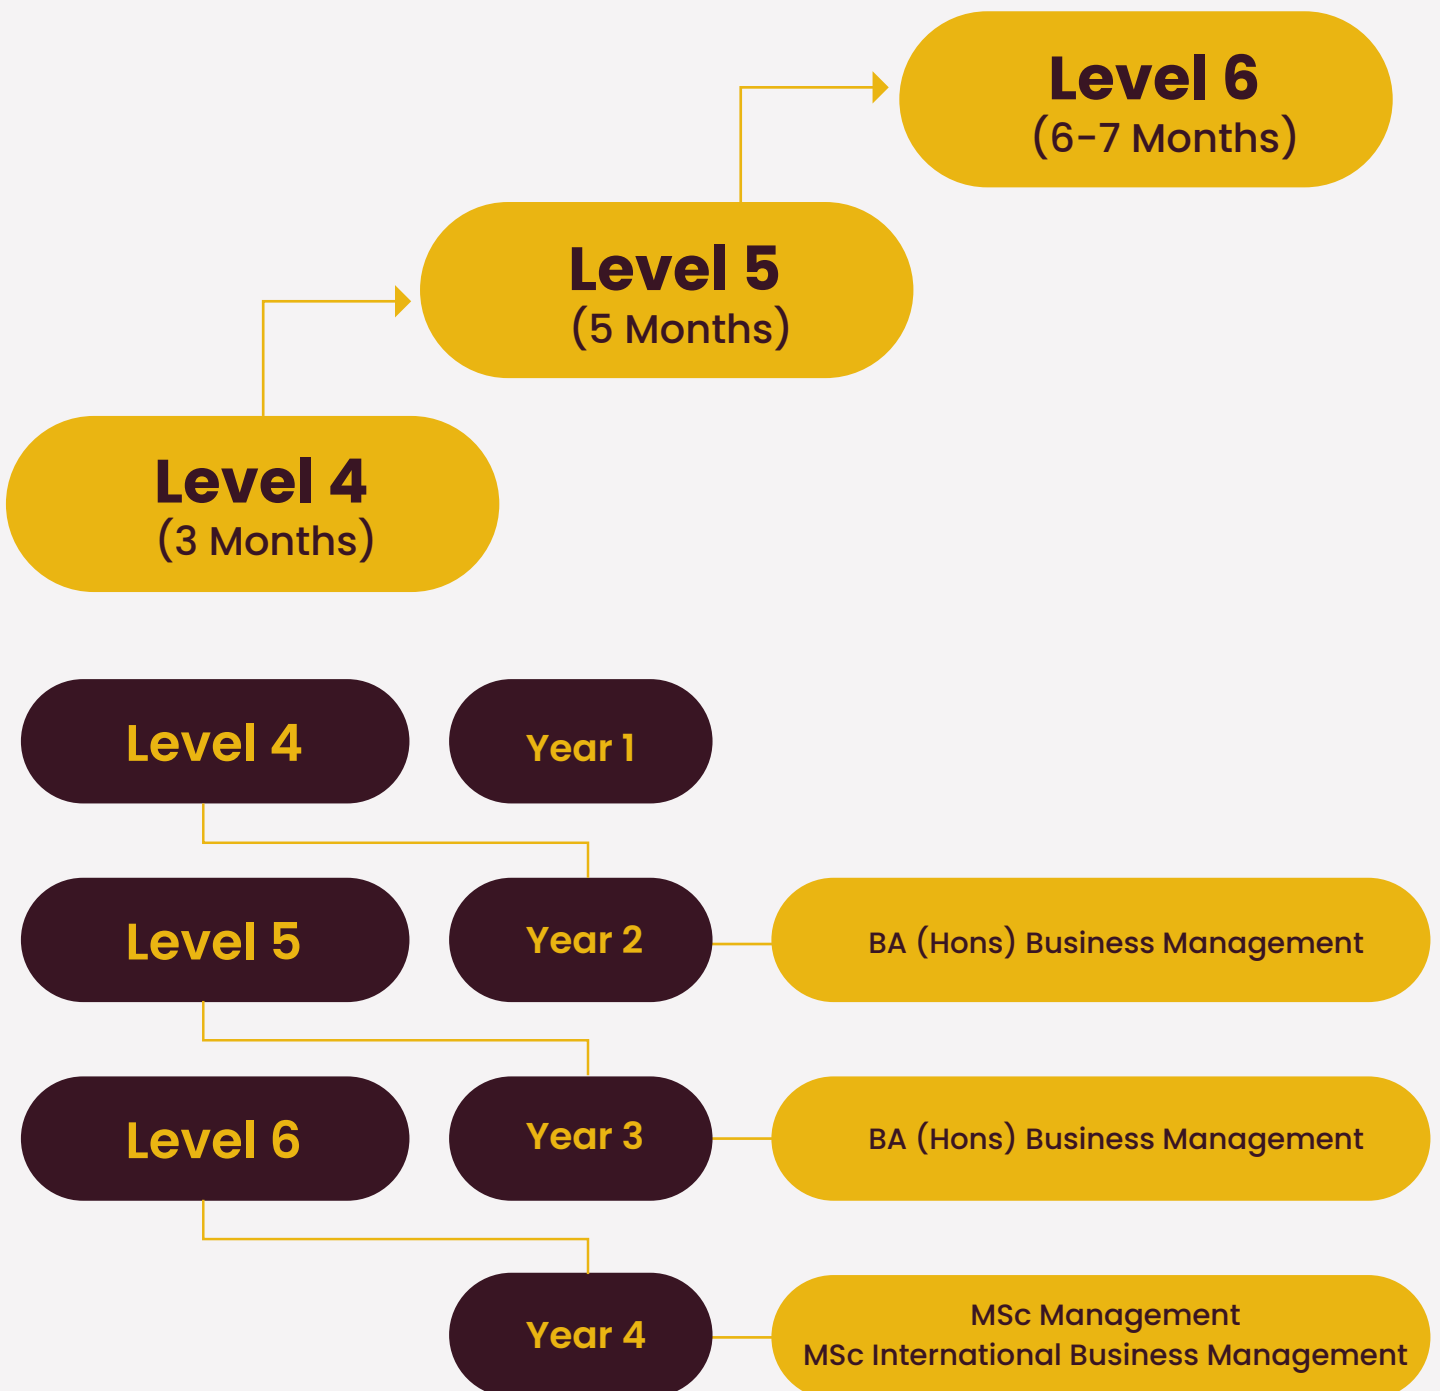 Level 6
(6-7 Months)
Level 5
(5 Months)
Level 4
(3 Months)
Level 4
Year 1
Level 5
Year 2
BA (Hons) Business Management
Level 6
Year 3
BA (Hons) Business Management
Year 4
MSc Management
MSc International Business Management